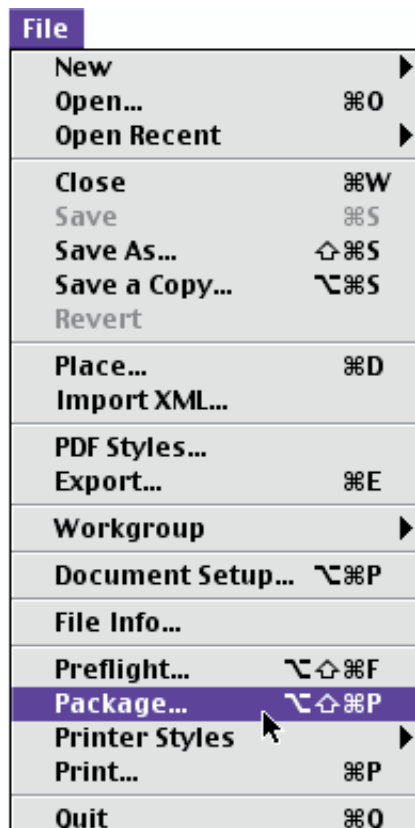 File
New
Open...
⌘O
Open Recent
Close ⌘W
Save ⌘S
Save As... ⇧⌘S
Save a Copy... ⌥⌘S
Revert
Place... ⌘D
Import XML...
PDF Styles...
Export... ⌘E
Workgroup
Document Setup... ⌥⌘P
File Info...
Preflight... ⌥⇧⌘F
Package... ⌥⇧⌘P
Printer Styles
Print... ⌘P
Quit ⌘Q